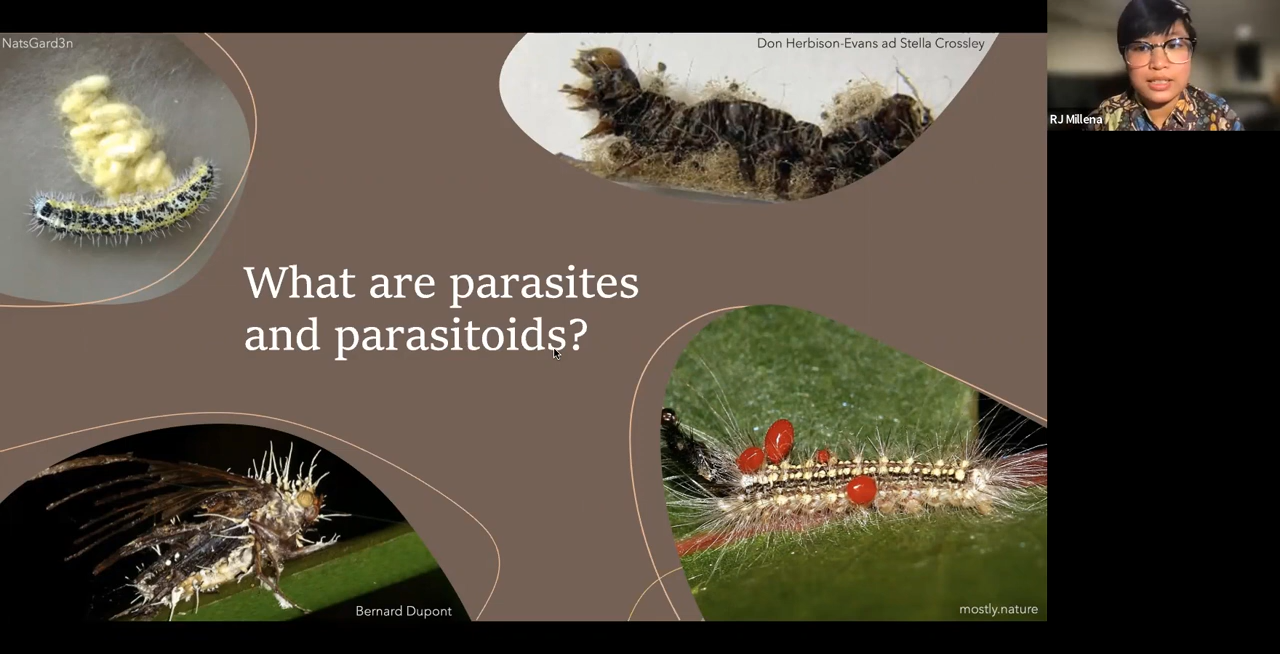 NatsGard3n
Don Herbison-Evans ad Stella Crossley
RJ Millena
What are parasites
and parasitoids?
Bernard Dupont
mostly.nature